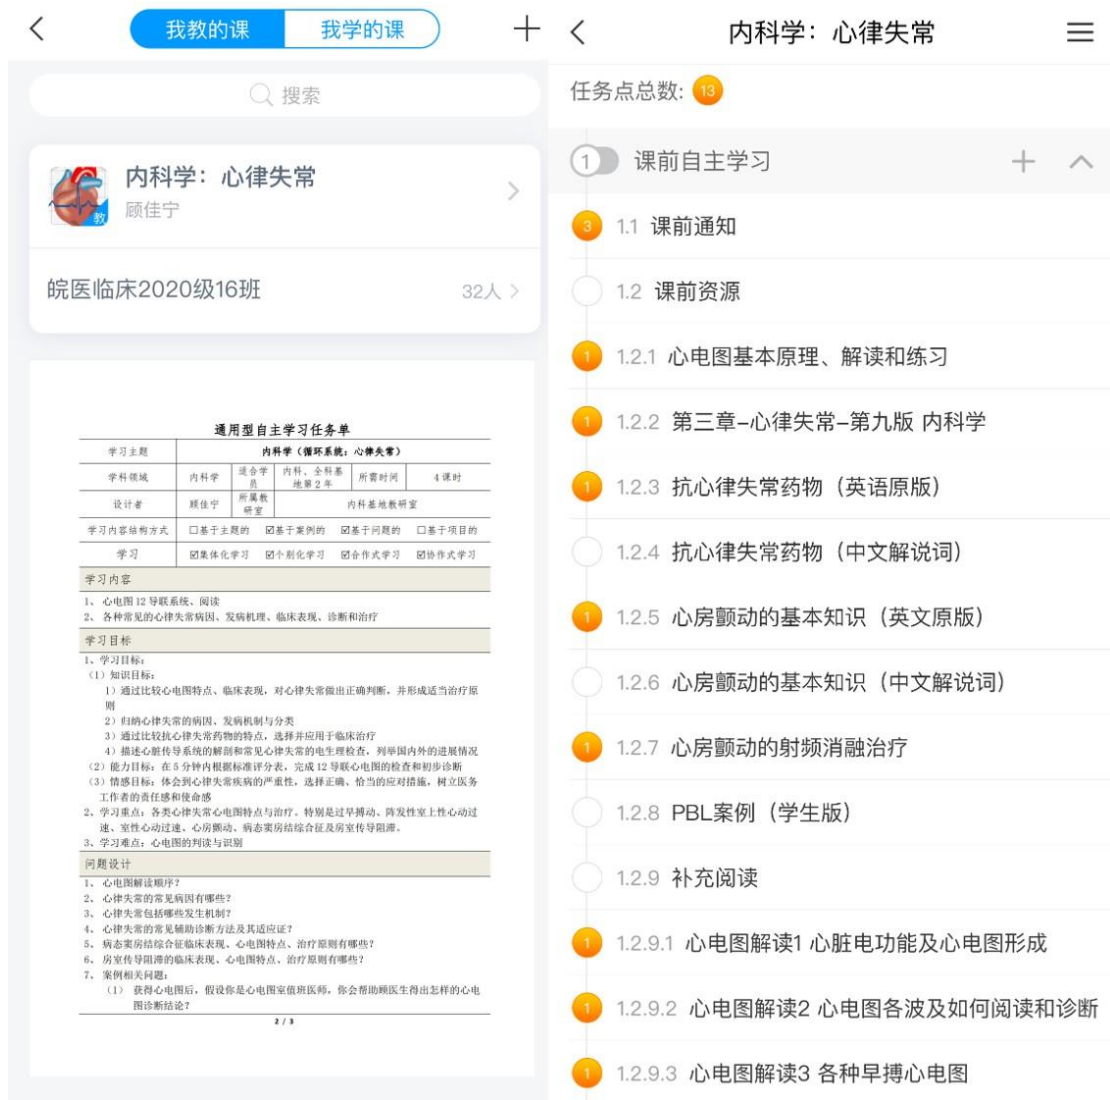 我教的课
我学的课
搜索
内科学：心律失常
教
顾佳宁
皖医临床2020级16班
32人
通用型自主学习任务单
学习主题 内科学（循环系统：心律失常）
学科领域 内科学 适合学员 内科、全科基地第 2 年 所需时间 4 课时
设计者 顾佳宁 所属教研室 内科基地教研室
学习内容结构方式 ☐基于主题的 ☑基于案例的 ☑基于问题的 ☐基于项目的
学习 ☑集体化学习 ☑个别化学习 ☑合作式学习 ☑协作式学习
学习内容
1、 心电图 12 导联系统、阅读
2、 各种常见的心律失常病因、发病机理、临床表现、诊断和治疗
学习目标
1、学习目标：
（1）知识目标：
1）通过比较心电图特点、临床表现，对心律失常做出正确判断，并形成适当治疗原
则
2）归纳心律失常的病因、发病机制与分类
3）通过比较抗心律失常药物的特点，选择并应用于临床治疗
4）描述心脏传导系统的解剖和常见心律失常的电生理检查，列举国内外的进展情况
（2）能力目标：在 5 分钟内根据标准评分表，完成 12 导联心电图的检查和初步诊断
（3）情感目标：体会到心律失常疾病的严重性，选择正确、恰当的应对措施，树立医务
工作者的责任感和使命感
2、学习重点：各类心律失常心电图特点与治疗，特别是过早搏动、阵发性室上性心动过
速、室性心动过速、心房颤动、病态窦房结综合征及房室传导阻滞。
3、学习难点：心电图的判读与识别
问题设计
1、 心电图解读顺序？
2、 心律失常的常见病因有哪些？
3、 心律失常包括哪些发生机制？
4、 心律失常的常见辅助诊断方法及其适应证？
5、 病态窦房结综合征临床表现、心电图特点、治疗原则有哪些？
6、 房室传导阻滞的临床表现、心电图特点、治疗原则有哪些？
7、 案例相关问题：
（1） 获得心电图后，假设你是心电图室值班医师，你会帮助顾医生得出怎样的心电
图诊断结论？
2 / 3
内科学：心律失常
任务点总数: 13
1 课前自主学习
3 1.1 课前通知
1.2 课前资源
1 1.2.1 心电图基本原理、解读和练习
1 1.2.2 第三章–心律失常–第九版 内科学
1 1.2.3 抗心律失常药物（英语原版）
1.2.4 抗心律失常药物（中文解说词）
1 1.2.5 心房颤动的基本知识（英文原版）
1.2.6 心房颤动的基本知识（中文解说词）
1 1.2.7 心房颤动的射频消融治疗
1.2.8 PBL案例（学生版）
1.2.9 补充阅读
1 1.2.9.1 心电图解读1 心脏电功能及心电图形成
1 1.2.9.2 心电图解读2 心电图各波及如何阅读和诊断
1 1.2.9.3 心电图解读3 各种早搏心电图